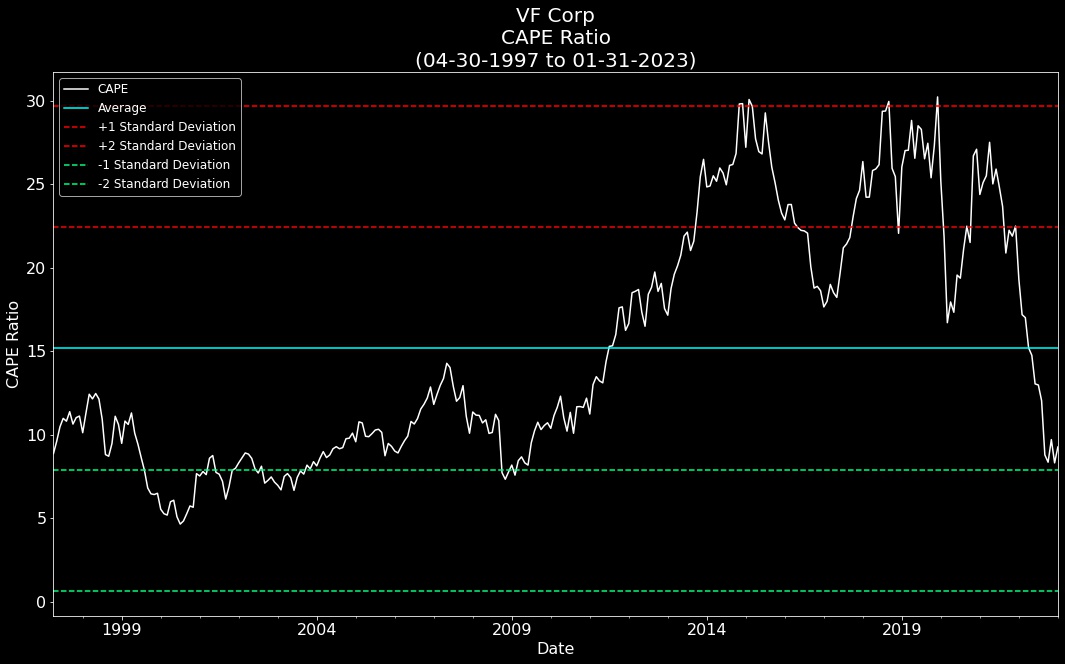 VF Corp
CAPE Ratio
(04-30-1997 to 01-31-2023)
CAPE
Average
+1 Standard Deviation
+2 Standard Deviation
-1 Standard Deviation
-2 Standard Deviation
30
25
20
15
10
5
0
CAPE Ratio
1999
2004
2009
2014
2019
Date